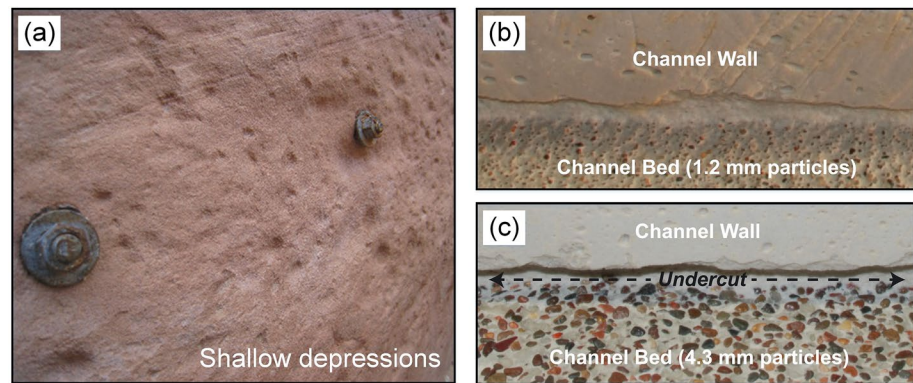 (a)
Shallow depressions
(b)
Channel Wall
Channel Bed (1.2 mm particles)
(c)
Channel Wall
Undercut
Channel Bed (4.3 mm particles)